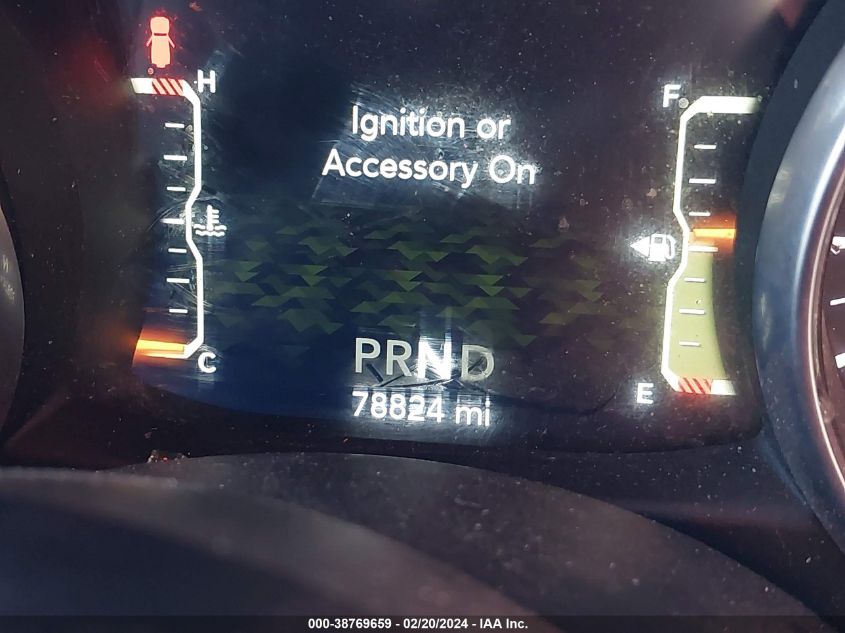 H
F
Ignition or
Accessory On
C
E
PRND
78824 mi
000-38769659 - 02/20/2024 - IAA Inc.